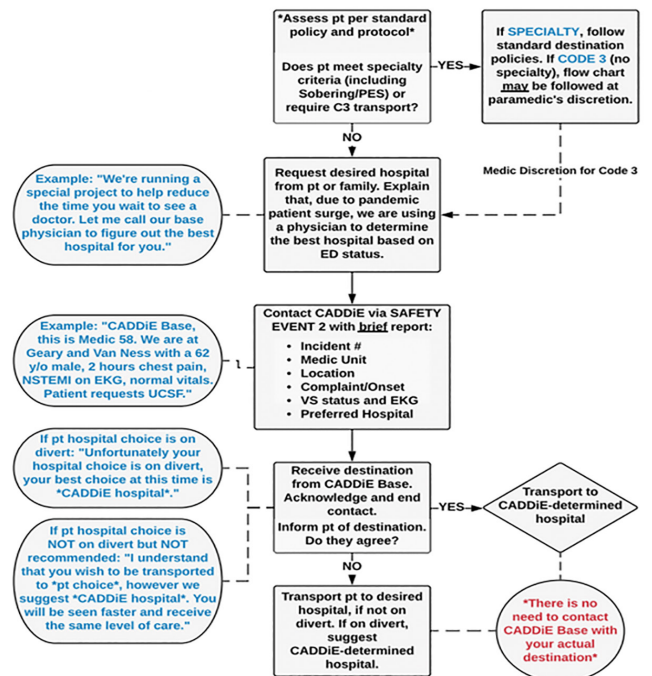 *Assess pt per standard
policy and protocol*
Does pt meet specialty
criteria (including
Sobering/PES) or
require C3 transport?
YES
If SPECIALTY, follow
standard destination
policies. If CODE 3 (no
specialty), flow chart
may be followed at
paramedic's discretion.
NO
Medic Discretion for Code 3
Example: "We're running a
special project to help reduce
the time you wait to see a
doctor. Let me call our base
physician to figure out the best
hospital for you."
Request desired hospital
from pt or family. Explain
that, due to pandemic
patient surge, we are using
a physician to determine
the best hospital based on
ED status.
Example: "CADDiE Base,
this is Medic 58. We are at
Geary and Van Ness with a 62
y/o male, 2 hours chest pain,
NSTEMI on EKG, normal vitals.
Patient requests UCSF."
Contact CADDiE via SAFETY
EVENT 2 with brief report:
• Incident #
• Medic Unit
• Location
• Complaint/Onset
• VS status and EKG
• Preferred Hospital
If pt hospital choice is on
divert: "Unfortunately your
hospital choice is on divert,
your best choice at this time is
*CADDiE hospital*."
Receive destination
from CADDiE Base.
Acknowledge and end
contact.
Inform pt of destination.
Do they agree?
YES
Transport to
CADDiE-determined
hospital
If pt hospital choice is
NOT on divert but NOT
recommended: "I understand
that you wish to be transported
to *pt choice*, however we
suggest *CADDiE hospital*. You
will be seen faster and receive
the same level of care."
NO
Transport pt to desired
hospital, if not on
divert. If on divert,
suggest
CADDiE-determined
hospital.
*There is no
need to contact
CADDiE Base with
your actual
destination*